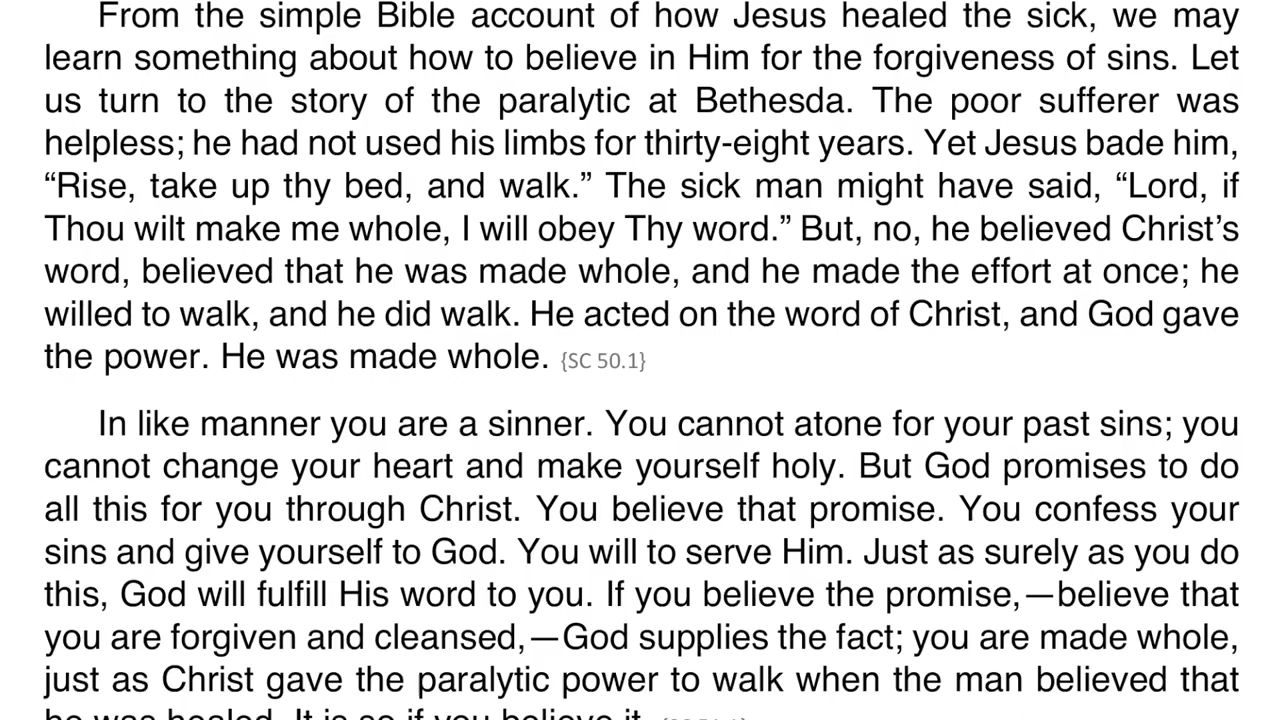 From the simple Bible account of how Jesus healed the sick, we may
learn something about how to believe in Him for the forgiveness of sins. Let
us turn to the story of the paralytic at Bethesda. The poor sufferer was
helpless; he had not used his limbs for thirty-eight years. Yet Jesus bade him,
“Rise, take up thy bed, and walk.” The sick man might have said, “Lord, if
Thou wilt make me whole, I will obey Thy word.” But, no, he believed Christ’s
word, believed that he was made whole, and he made the effort at once; he
willed to walk, and he did walk. He acted on the word of Christ, and God gave
the power. He was made whole. {SC 50.1}
In like manner you are a sinner. You cannot atone for your past sins; you
cannot change your heart and make yourself holy. But God promises to do
all this for you through Christ. You believe that promise. You confess your
sins and give yourself to God. You will to serve Him. Just as surely as you do
this, God will fulfill His word to you. If you believe the promise,—believe that
you are forgiven and cleansed,—God supplies the fact; you are made whole,
just as Christ gave the paralytic power to walk when the man believed that
he was healed. It is so if you believe it.